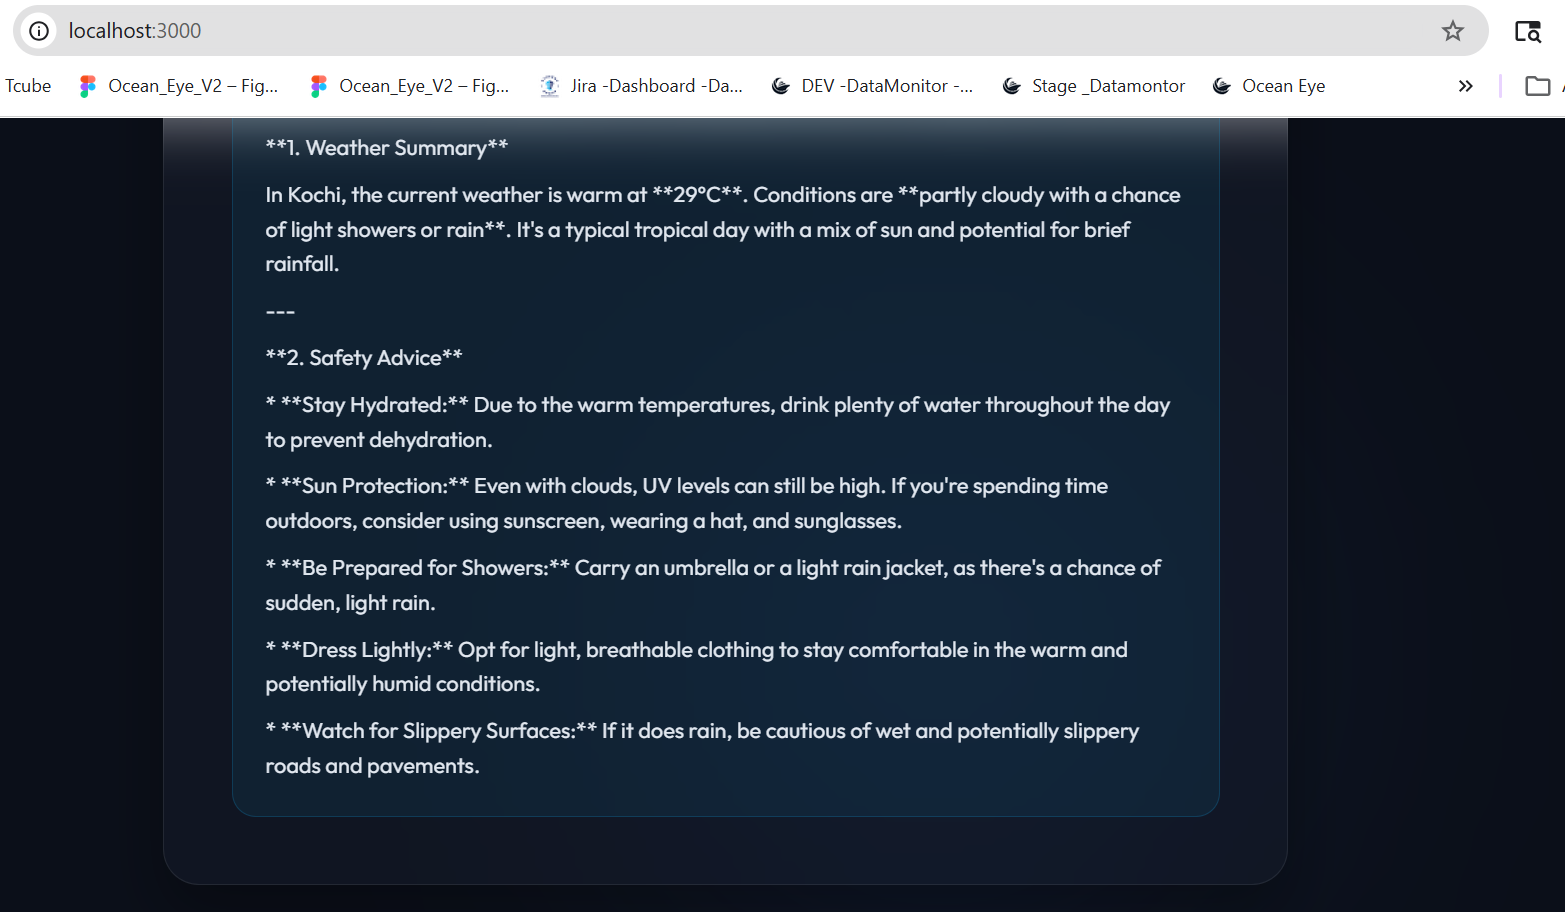 localhost:3000
Tcube
Ocean_Eye_V2 – Fig...
Ocean_Eye_V2 – Fig...
Jira -Dashboard -Da...
DEV -DataMonitor -...
Stage _Datamontor
Ocean Eye
**1. Weather Summary**
In Kochi, the current weather is warm at **29°C**. Conditions are **partly cloudy with a chance
of light showers or rain**. It's a typical tropical day with a mix of sun and potential for brief
rainfall.
---
**2. Safety Advice**
* **Stay Hydrated:** Due to the warm temperatures, drink plenty of water throughout the day
to prevent dehydration.
* **Sun Protection:** Even with clouds, UV levels can still be high. If you're spending time
outdoors, consider using sunscreen, wearing a hat, and sunglasses.
* **Be Prepared for Showers:** Carry an umbrella or a light rain jacket, as there's a chance of
sudden, light rain.
* **Dress Lightly:** Opt for light, breathable clothing to stay comfortable in the warm and
potentially humid conditions.
* **Watch for Slippery Surfaces:** If it does rain, be cautious of wet and potentially slippery
roads and pavements.